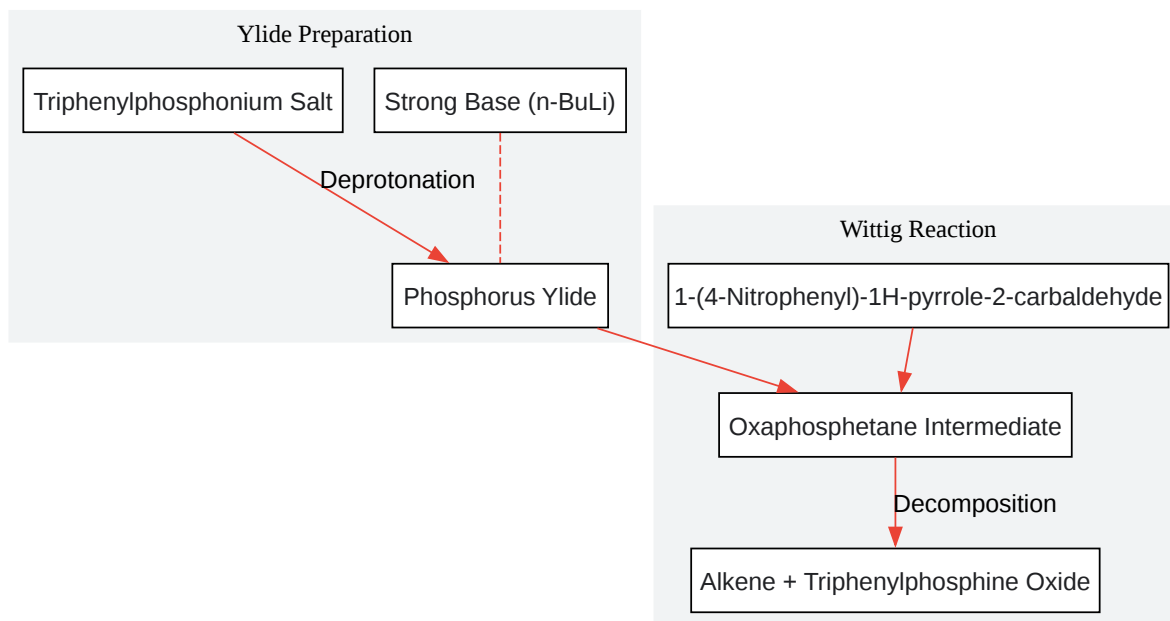 Ylide Preparation
Triphenylphosphonium Salt
Strong Base (n-BuLi)
Deprotonation
Phosphorus Ylide
Wittig Reaction
1-(4-Nitrophenyl)-1H-pyrrole-2-carbaldehyde
Oxaphosphetane Intermediate
Decomposition
Alkene + Triphenylphosphine Oxide